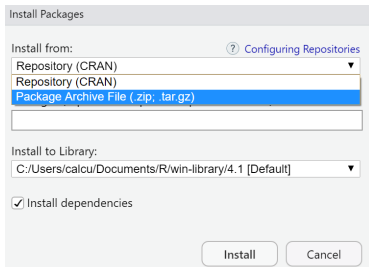 Install Packages
Install from:
? Configuring Repositories
Repository (CRAN)
Repository (CRAN)
Package Archive File (.zip; .tar.gz)
Install to Library:
C:/Users/calcu/Documents/R/win-library/4.1 [Default]
Install dependencies
Install
Cancel